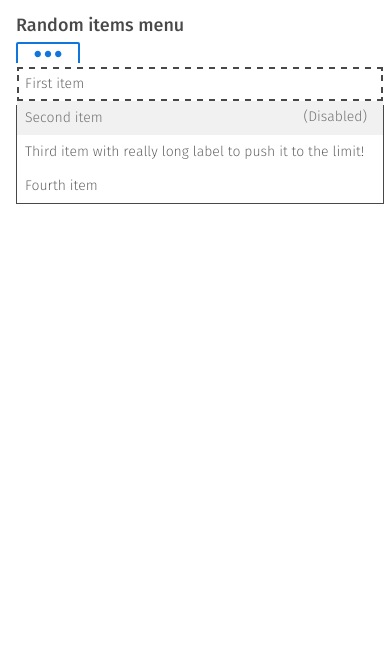 Random items menu
First item
Second item (Disabled)
Third item with really long label to push it to the limit!
Fourth item